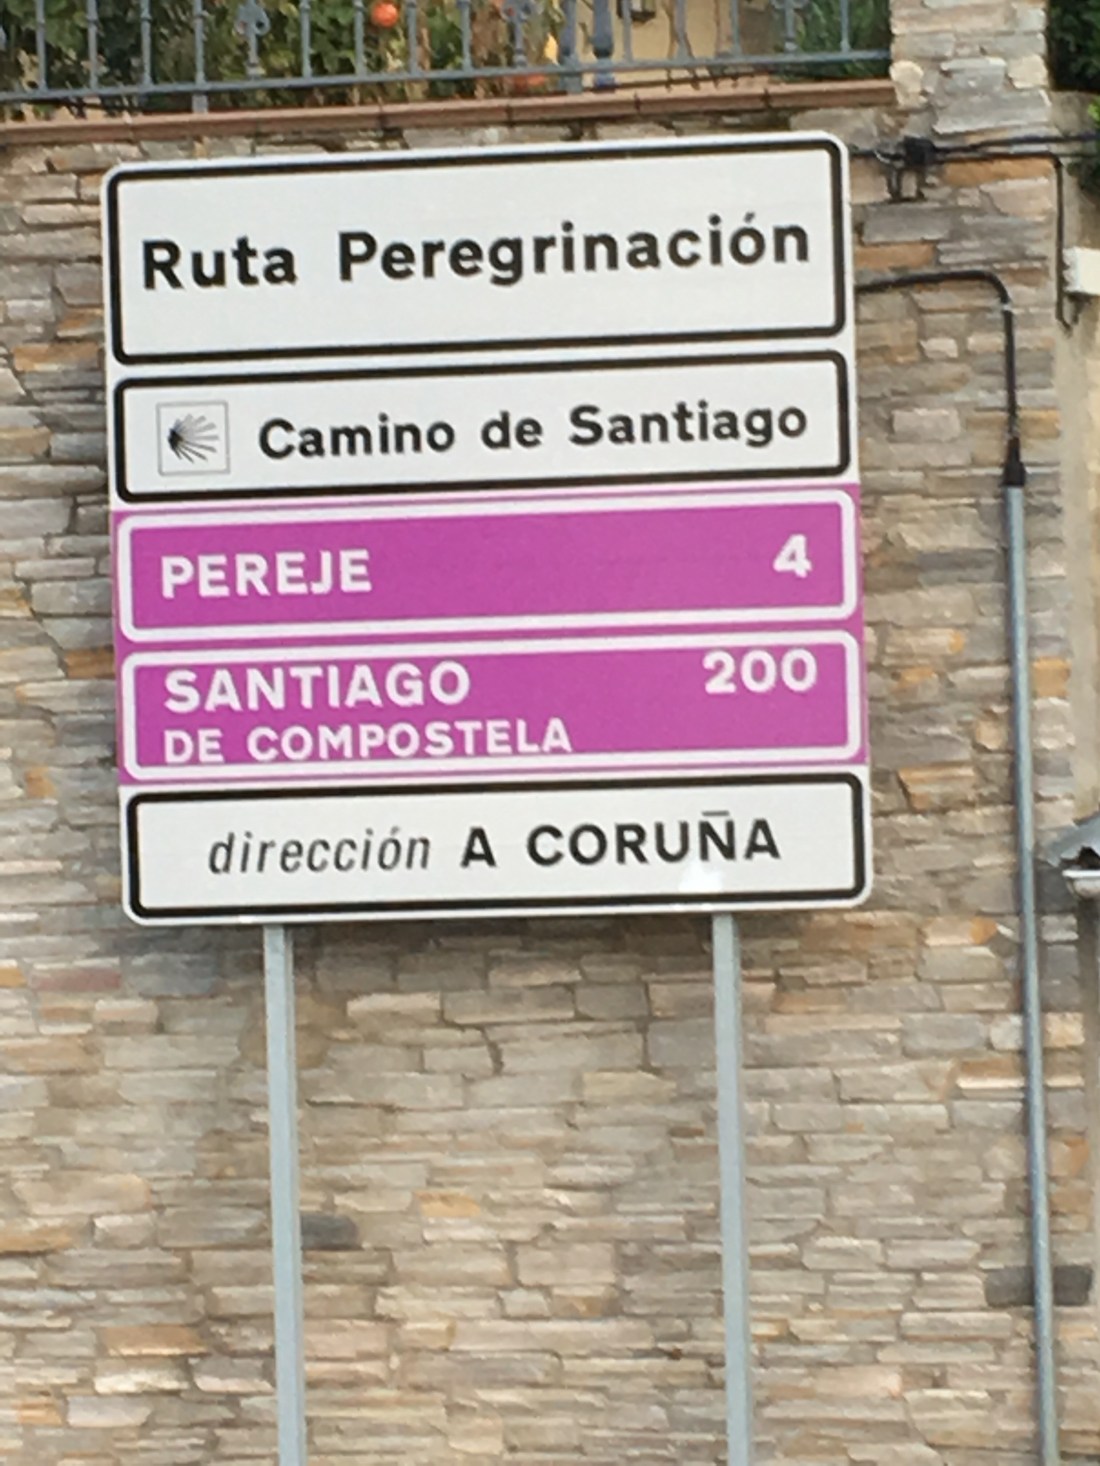 Ruta Peregrinación
Camino de Santiago
PEREJE 4
SANTIAGO 200
DE COMPOSTELA
dirección A CORUÑA